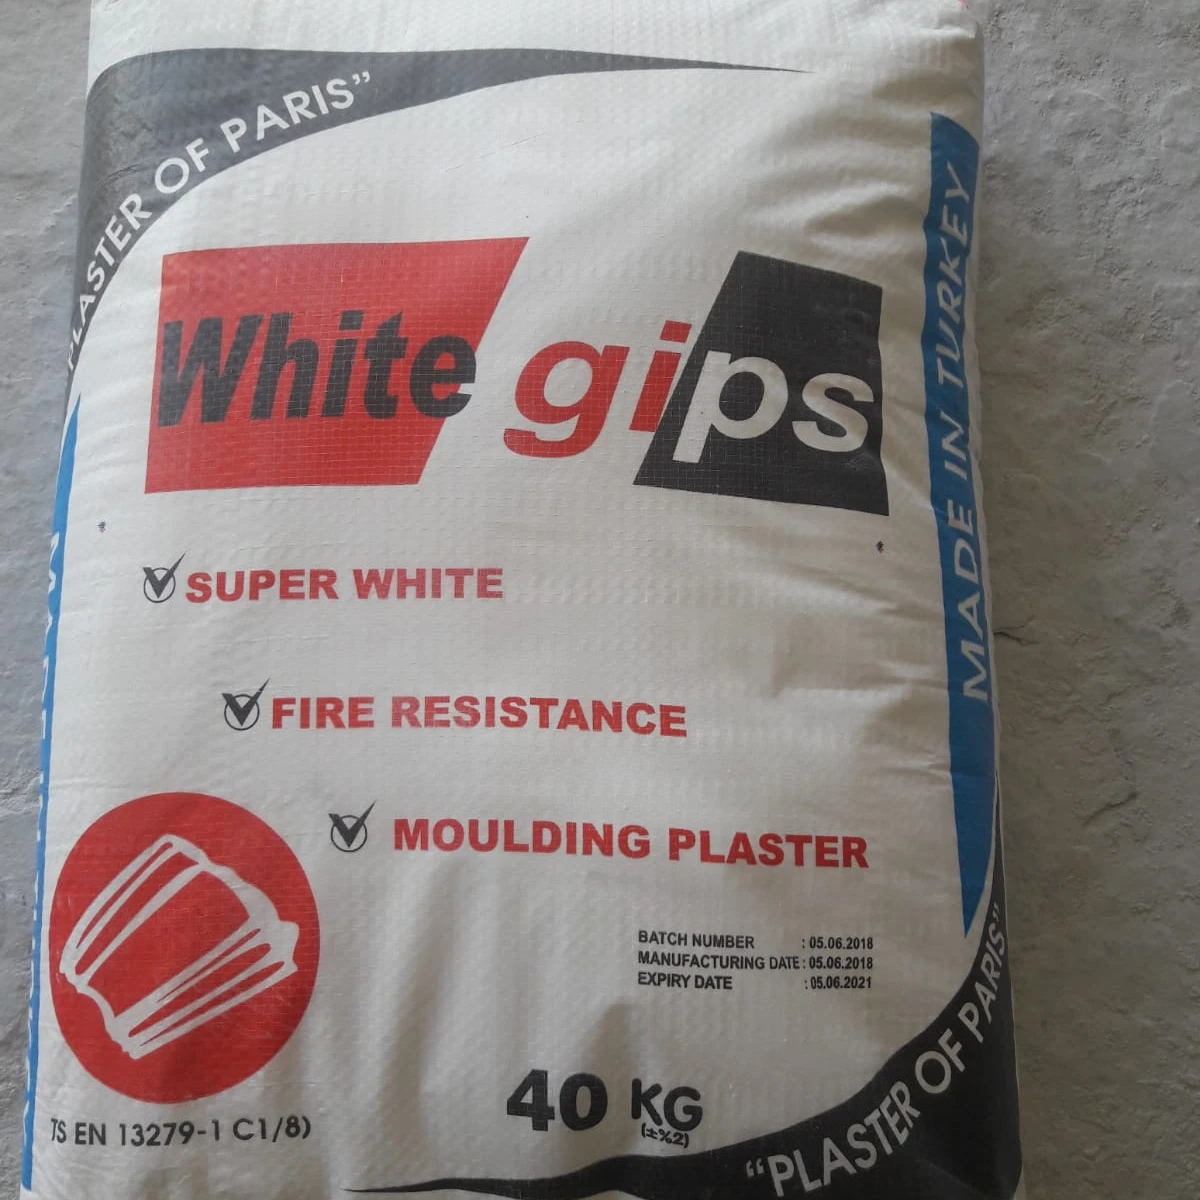 "PLASTER OF PARIS"
White gips
MADE IN TURKEY
SUPER WHITE
FIRE RESISTANCE
MOULDING PLASTER
BATCH NUMBER : 05.06.2018
MANUFACTURING DATE : 05.06.2018
EXPIRY DATE : 05.06.2021
40 KG
(±%2)
TS EN 13279-1 C1/8)
"PLASTER OF PARIS"